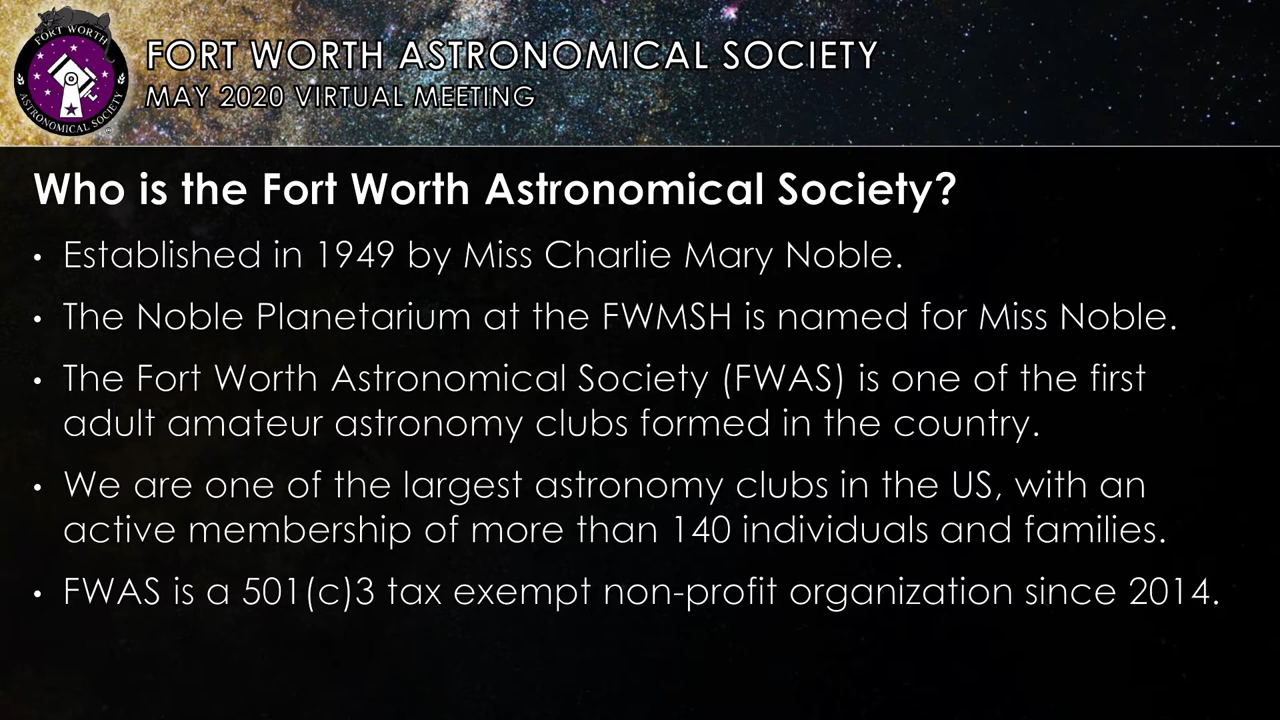 FORT WORTH
ASTRONOMICAL SOCIETY
FORT WORTH ASTRONOMICAL SOCIETY
MAY 2020 VIRTUAL MEETING
Who is the Fort Worth Astronomical Society?
• Established in 1949 by Miss Charlie Mary Noble.
• The Noble Planetarium at the FWMSH is named for Miss Noble.
• The Fort Worth Astronomical Society (FWAS) is one of the first
adult amateur astronomy clubs formed in the country.
• We are one of the largest astronomy clubs in the US, with an
active membership of more than 140 individuals and families.
• FWAS is a 501(c)3 tax exempt non-profit organization since 2014.